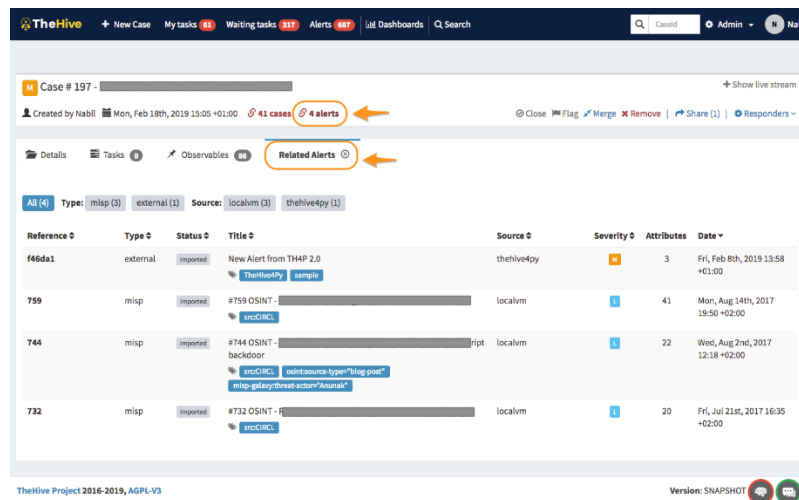 TheHive + New Case My tasks 61 Waiting tasks 317 Alerts 687 Dashboards Search CaseId Admin N Na
M Case # 197 - + Show live stream
Created by Nabil Mon, Feb 18th, 2019 15:05 +01:00 41 cases 4 alerts Close Flag Merge Remove | Share (1) | Responders
Details Tasks 0 Observables 86 Related Alerts
All (4) Type: misp (3) external (1) Source: localvm (3) thehive4py (1)
Reference Type Status Title Source Severity Attributes Date
f46da1 external Imported New Alert from TH4P 2.0 thehive4py M 3 Fri, Feb 8th, 2019 13:58
+01:00
TheHive4Py sample
759 misp Imported #759 OSINT - localvm L 41 Mon, Aug 14th, 2017
19:50 +02:00
src:CIRCL
744 misp Imported #744 OSINT - ript localvm L 22 Wed, Aug 2nd, 2017
backdoor 12:18 +02:00
src:CIRCL osint:source-type="blog-post"
misp-galaxy:threat-actor="Anunak"
732 misp Imported #732 OSINT - localvm L 20 Fri, Jul 21st, 2017 16:35
+02:00
src:CIRCL
TheHive Project 2016-2019, AGPL-V3 Version: SNAPSHOT